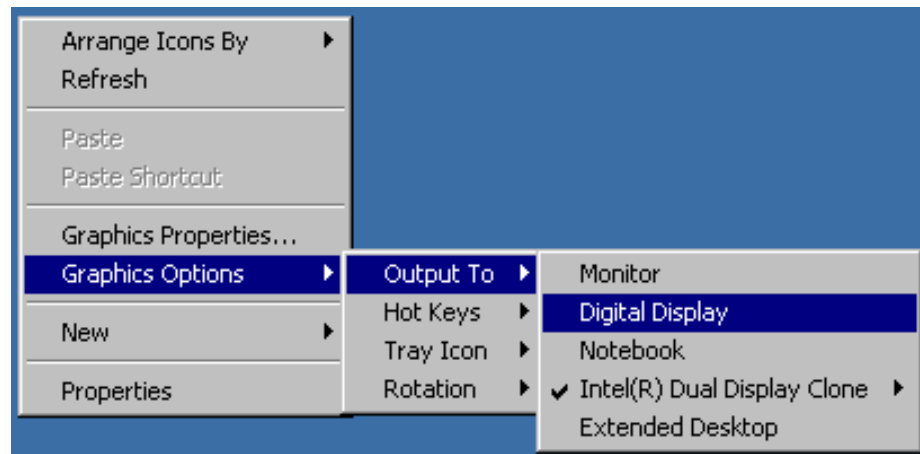 Arrange Icons By
Refresh
Paste
Paste Shortcut
Graphics Properties...
Graphics Options
New
Properties
Output To
Hot Keys
Tray Icon
Rotation
Monitor
Digital Display
Notebook
Intel(R) Dual Display Clone
Extended Desktop